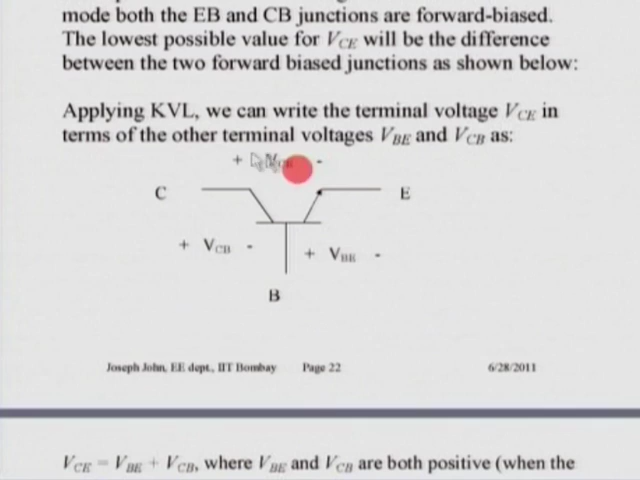 mode both the EB and CB junctions are forward-biased.
The lowest possible value for VCE will be the difference
between the two forward biased junctions as shown below:
Applying KVL, we can write the terminal voltage VCE in
terms of the other terminal voltages VBE and VCB as:
+ -
C E
+ VCB - + VBE -
B
Joseph John, EE dept., IIT Bombay Page 22 6/28/2011
VCE = VBE + VCB, where VBE and VCB are both positive (when the